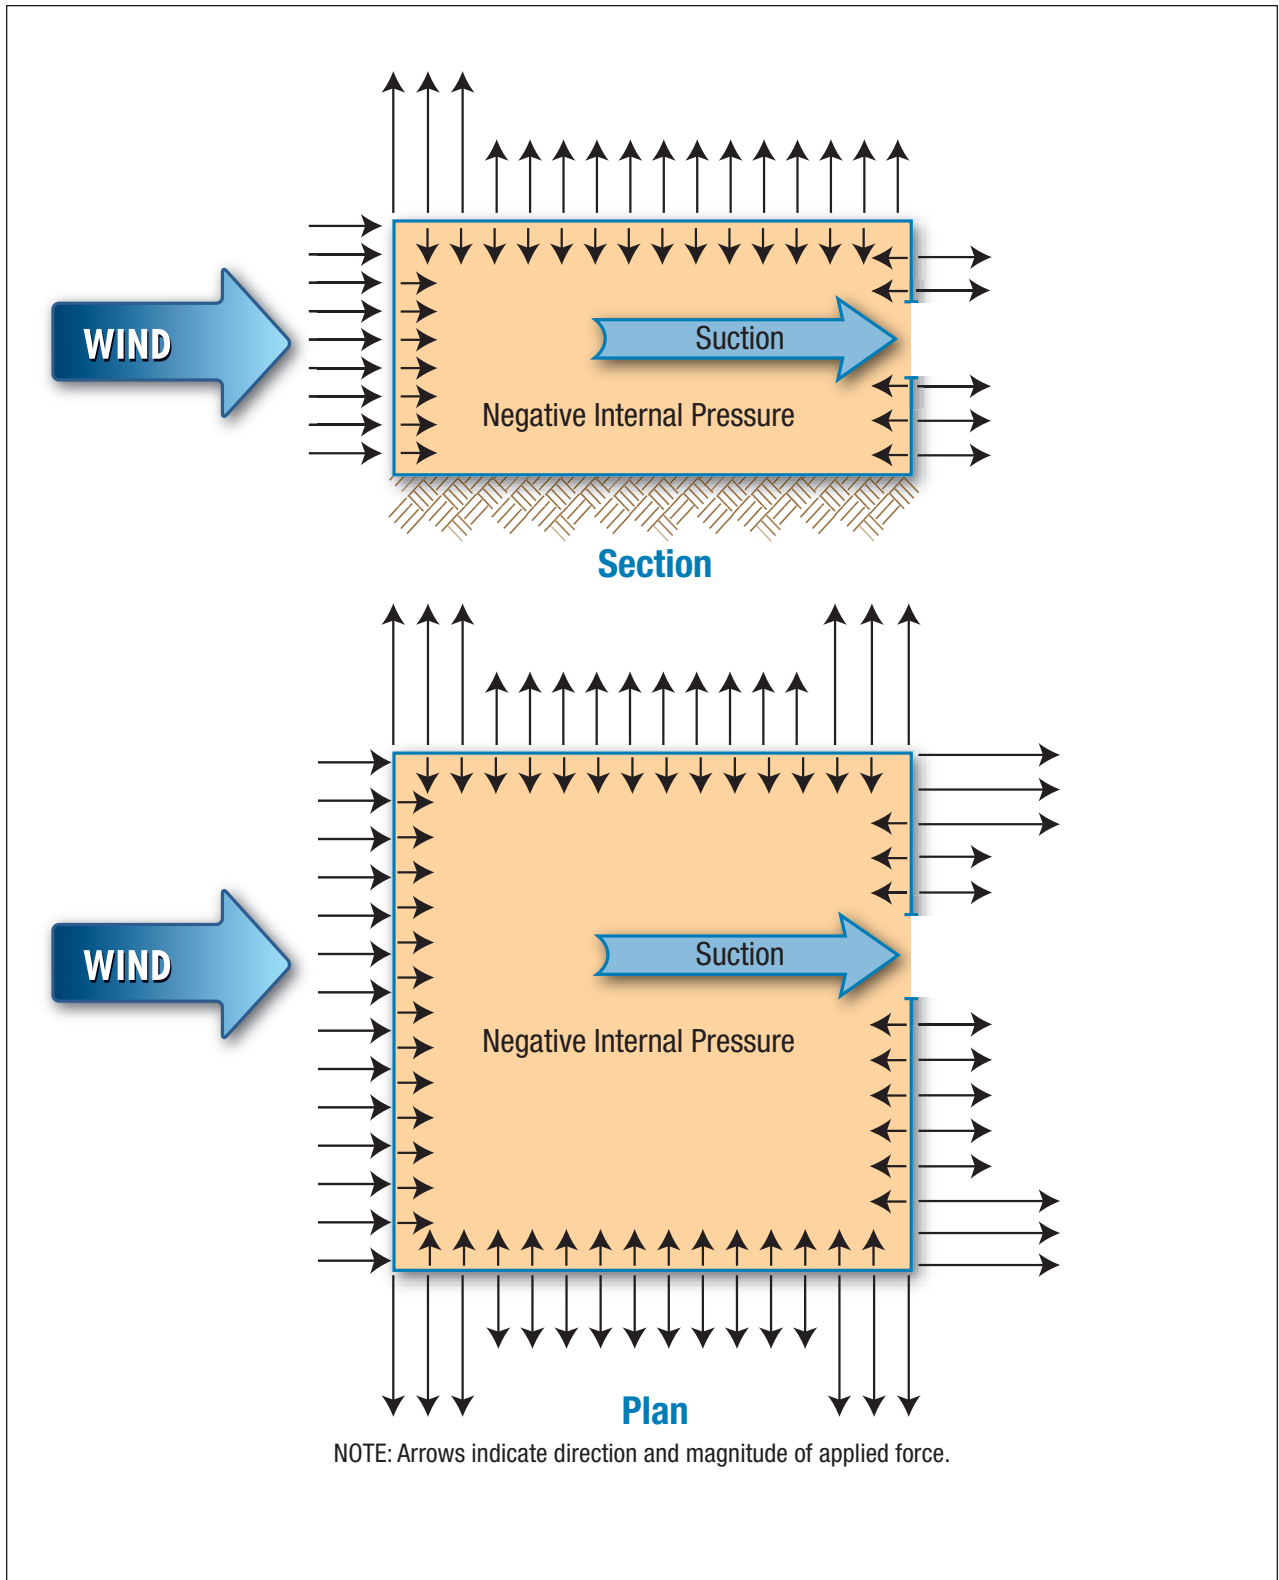 WIND
Suction
Negative Internal Pressure
Section
WIND
Suction
Negative Internal Pressure
Plan
NOTE: Arrows indicate direction and magnitude of applied force.